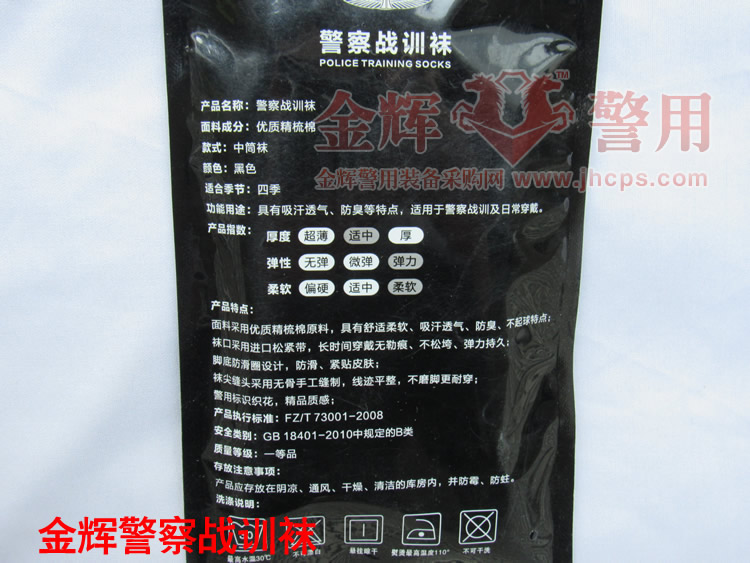 警察战训袜
POLICE TRAINING SOCKS
TM
金辉 警用
金辉警用装备采购网 www.jhcps.com
产品名称：警察战训袜
面料成分：优质精梳棉
款式：中筒袜
颜色：黑色
适合季节：四季
功能用途：具有吸汗透气、防臭等特点，适用于警察战训及日常穿戴。
产品指数：厚度 超薄 适中 厚
弹性 无弹 微弹 弹力
柔软 偏硬 适中 柔软
产品特点：
面料采用优质精梳棉原料，具有舒适柔软、吸汗透气、防臭、不起球特点；
袜口采用进口松紧带，长时间穿戴无勒痕、不松垮、弹力持久；
脚底防滑圈设计，防滑、紧贴皮肤；
袜尖缝头采用无骨手工缝制，线迹平整，不磨脚更耐穿；
警用标识织花，精品质感；
产品执行标准：FZ/T 73001-2008
安全类别：GB 18401-2010中规定的B类
质量等级：一等品
存放注意事项：
产品应存放在阴凉、通风、干燥、清洁的库房内，并防霉、防蛀。
洗涤说明：
最高水温30℃ 不可漂白 悬挂晾干 熨烫最高温度110° 不可干洗
金辉警察战训袜